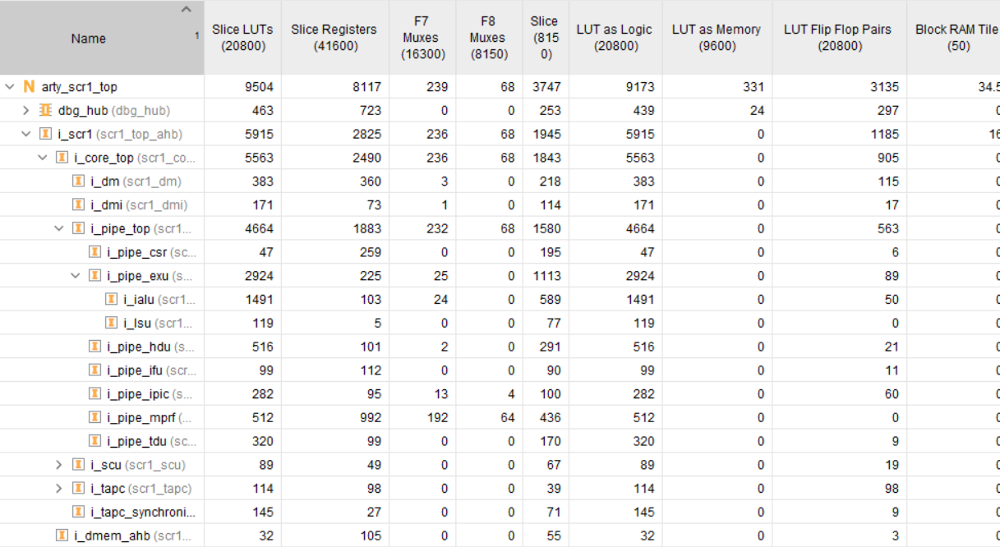 Name 1 Slice LUTs (20800) Slice Registers (41600) F7 Muxes (16300) F8 Muxes (8150) Slice (8150) LUT as Logic (20800) LUT as Memory (9600) LUT Flip Flop Pairs (20800) Block RAM Tile (50)
N arty_scr1_top 9504 8117 239 68 3747 9173 331 3135 34.5
dbg_hub (dbg_hub) 463 723 0 0 253 439 24 297 0
i_scr1 (scr1_top_ahb) 5915 2825 236 68 1945 5915 0 1185 16
i_core_top (scr1_co... 5563 2490 236 68 1843 5563 0 905 0
i_dm (scr1_dm) 383 360 3 0 218 383 0 115 0
i_dmi (scr1_dmi) 171 73 1 0 114 171 0 17 0
i_pipe_top (scr1... 4664 1883 232 68 1580 4664 0 563 0
i_pipe_csr (sc... 47 259 0 0 195 47 0 6 0
i_pipe_exu (s... 2924 225 25 0 1113 2924 0 89 0
i_ialu (scr1... 1491 103 24 0 589 1491 0 50 0
i_lsu (scr1... 119 5 0 0 77 119 0 0 0
i_pipe_hdu (s... 516 101 2 0 291 516 0 21 0
i_pipe_ifu (scr... 99 112 0 0 90 99 0 11 0
i_pipe_ipic (s... 282 95 13 4 100 282 0 60 0
i_pipe_mprf (... 512 992 192 64 436 512 0 0 0
i_pipe_tdu (sc... 320 99 0 0 170 320 0 9 0
i_scu (scr1_scu) 89 49 0 0 67 89 0 19 0
i_tapc (scr1_tapc) 114 98 0 0 39 114 0 98 0
i_tapc_synchroni... 145 27 0 0 71 145 0 9 0
i_dmem_ahb (scr1... 32 105 0 0 55 32 0 3 0